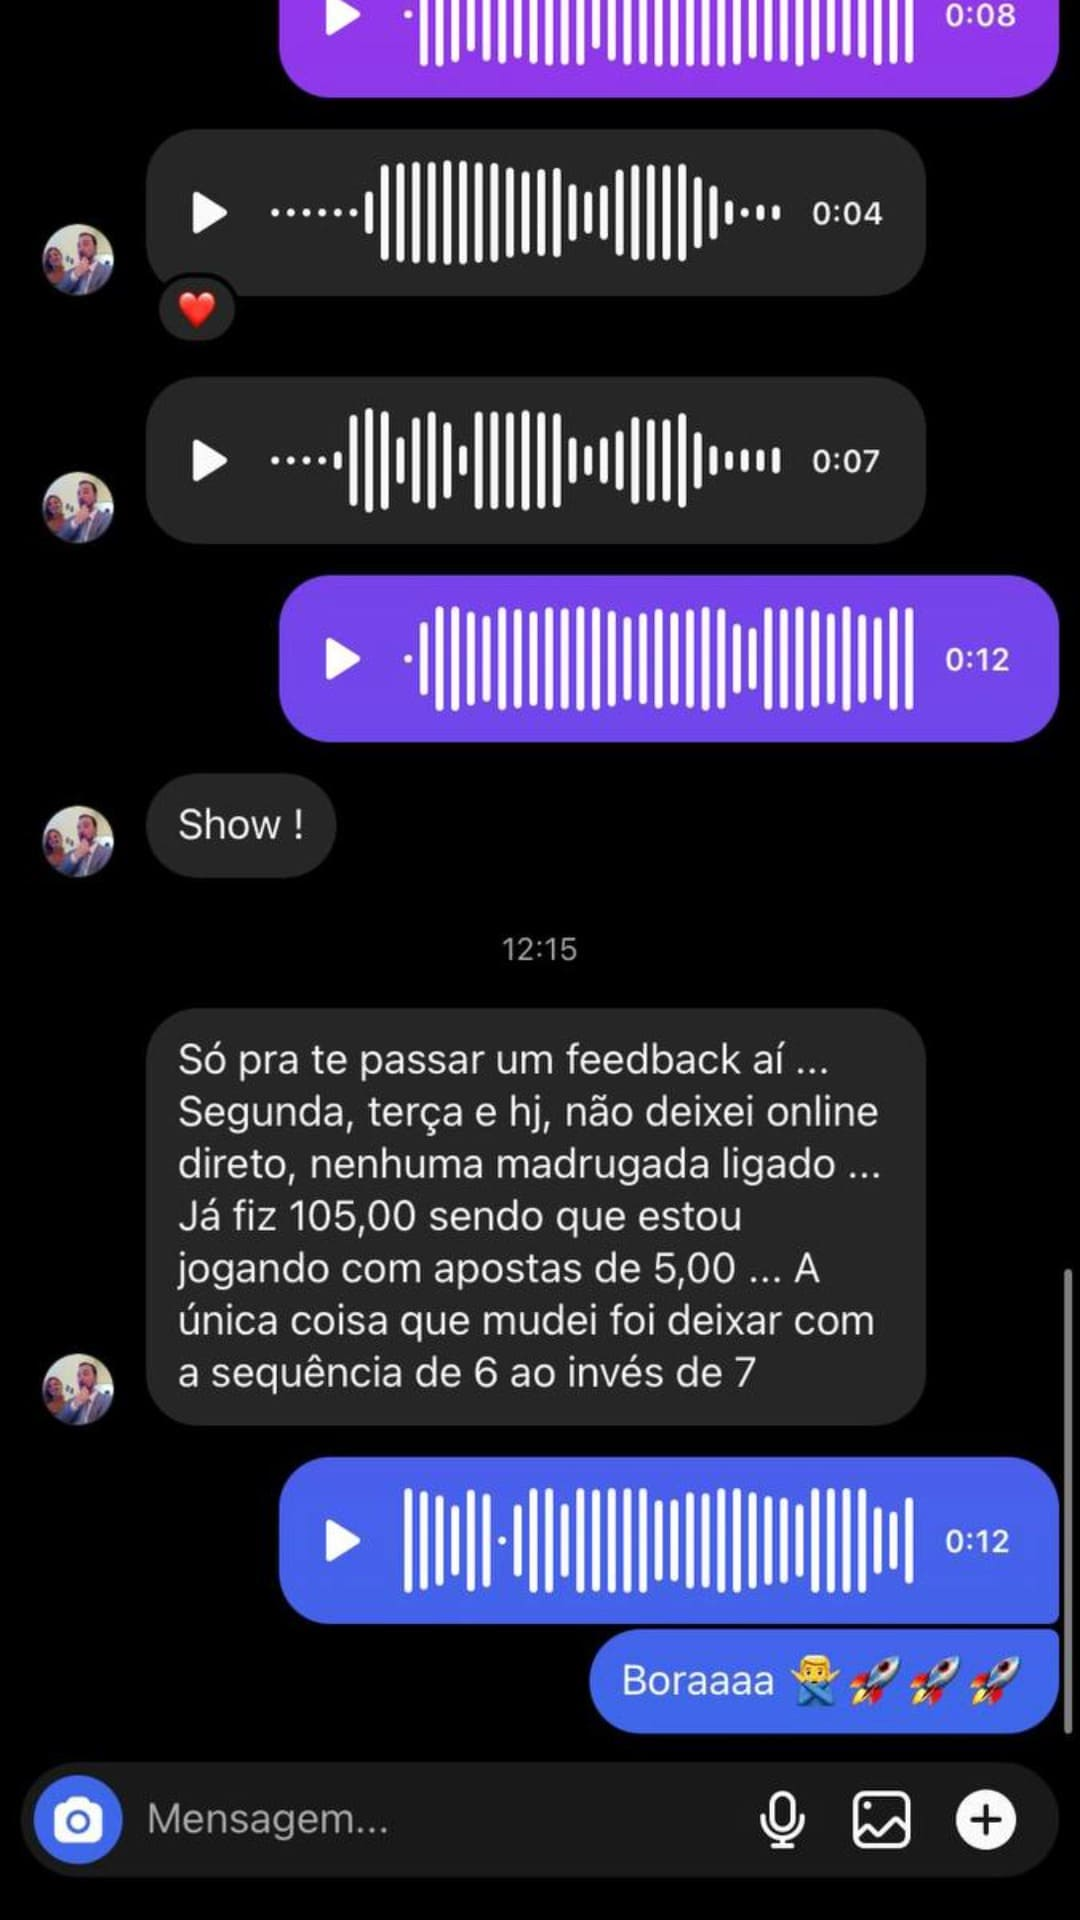 0:08
0:04
0:07
0:12
Show !
12:15
Só pra te passar um feedback aí ...
Segunda, terça e hj, não deixei online
direto, nenhuma madrugada ligado ...
Já fiz 105,00 sendo que estou
jogando com apostas de 5,00 ... A
única coisa que mudei foi deixar com
a sequência de 6 ao invés de 7
0:12
Boraaaa 🙅‍♂️🚀🚀🚀
Mensagem...